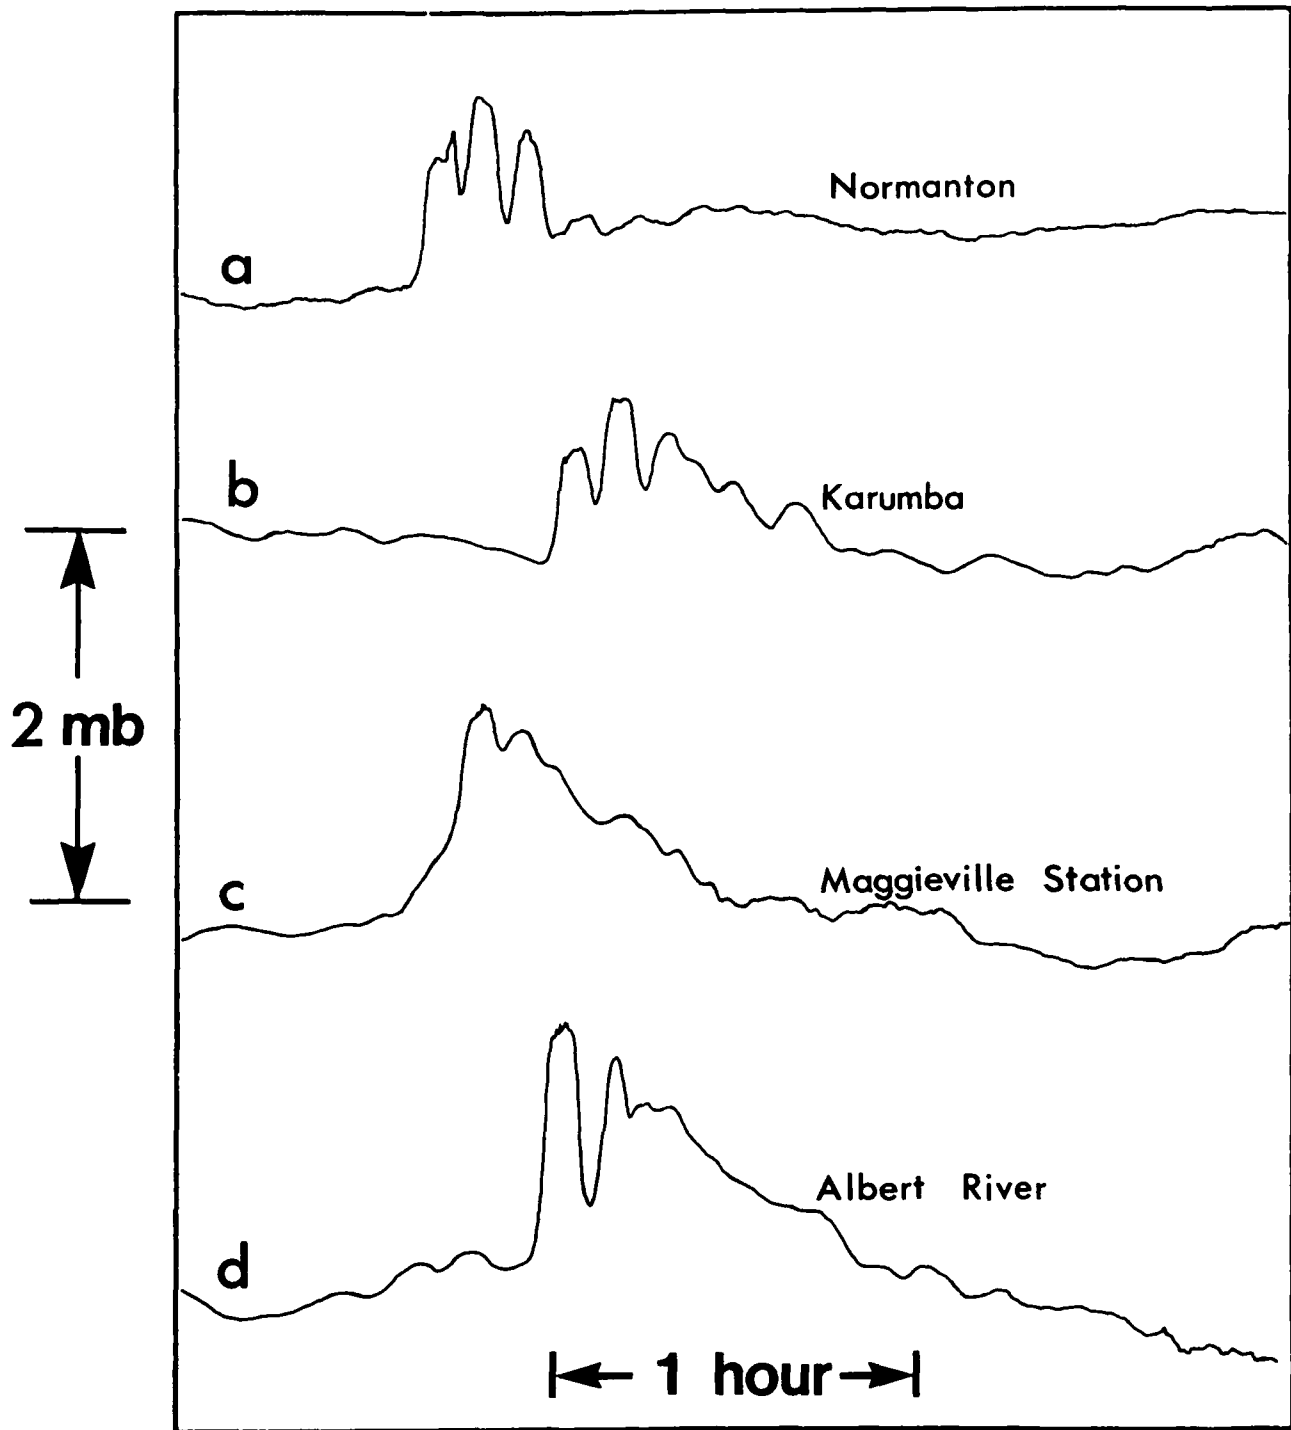 Normanton
a
b
Karumba
2 mb
c
Maggieville Station
Albert River
d
1 hour